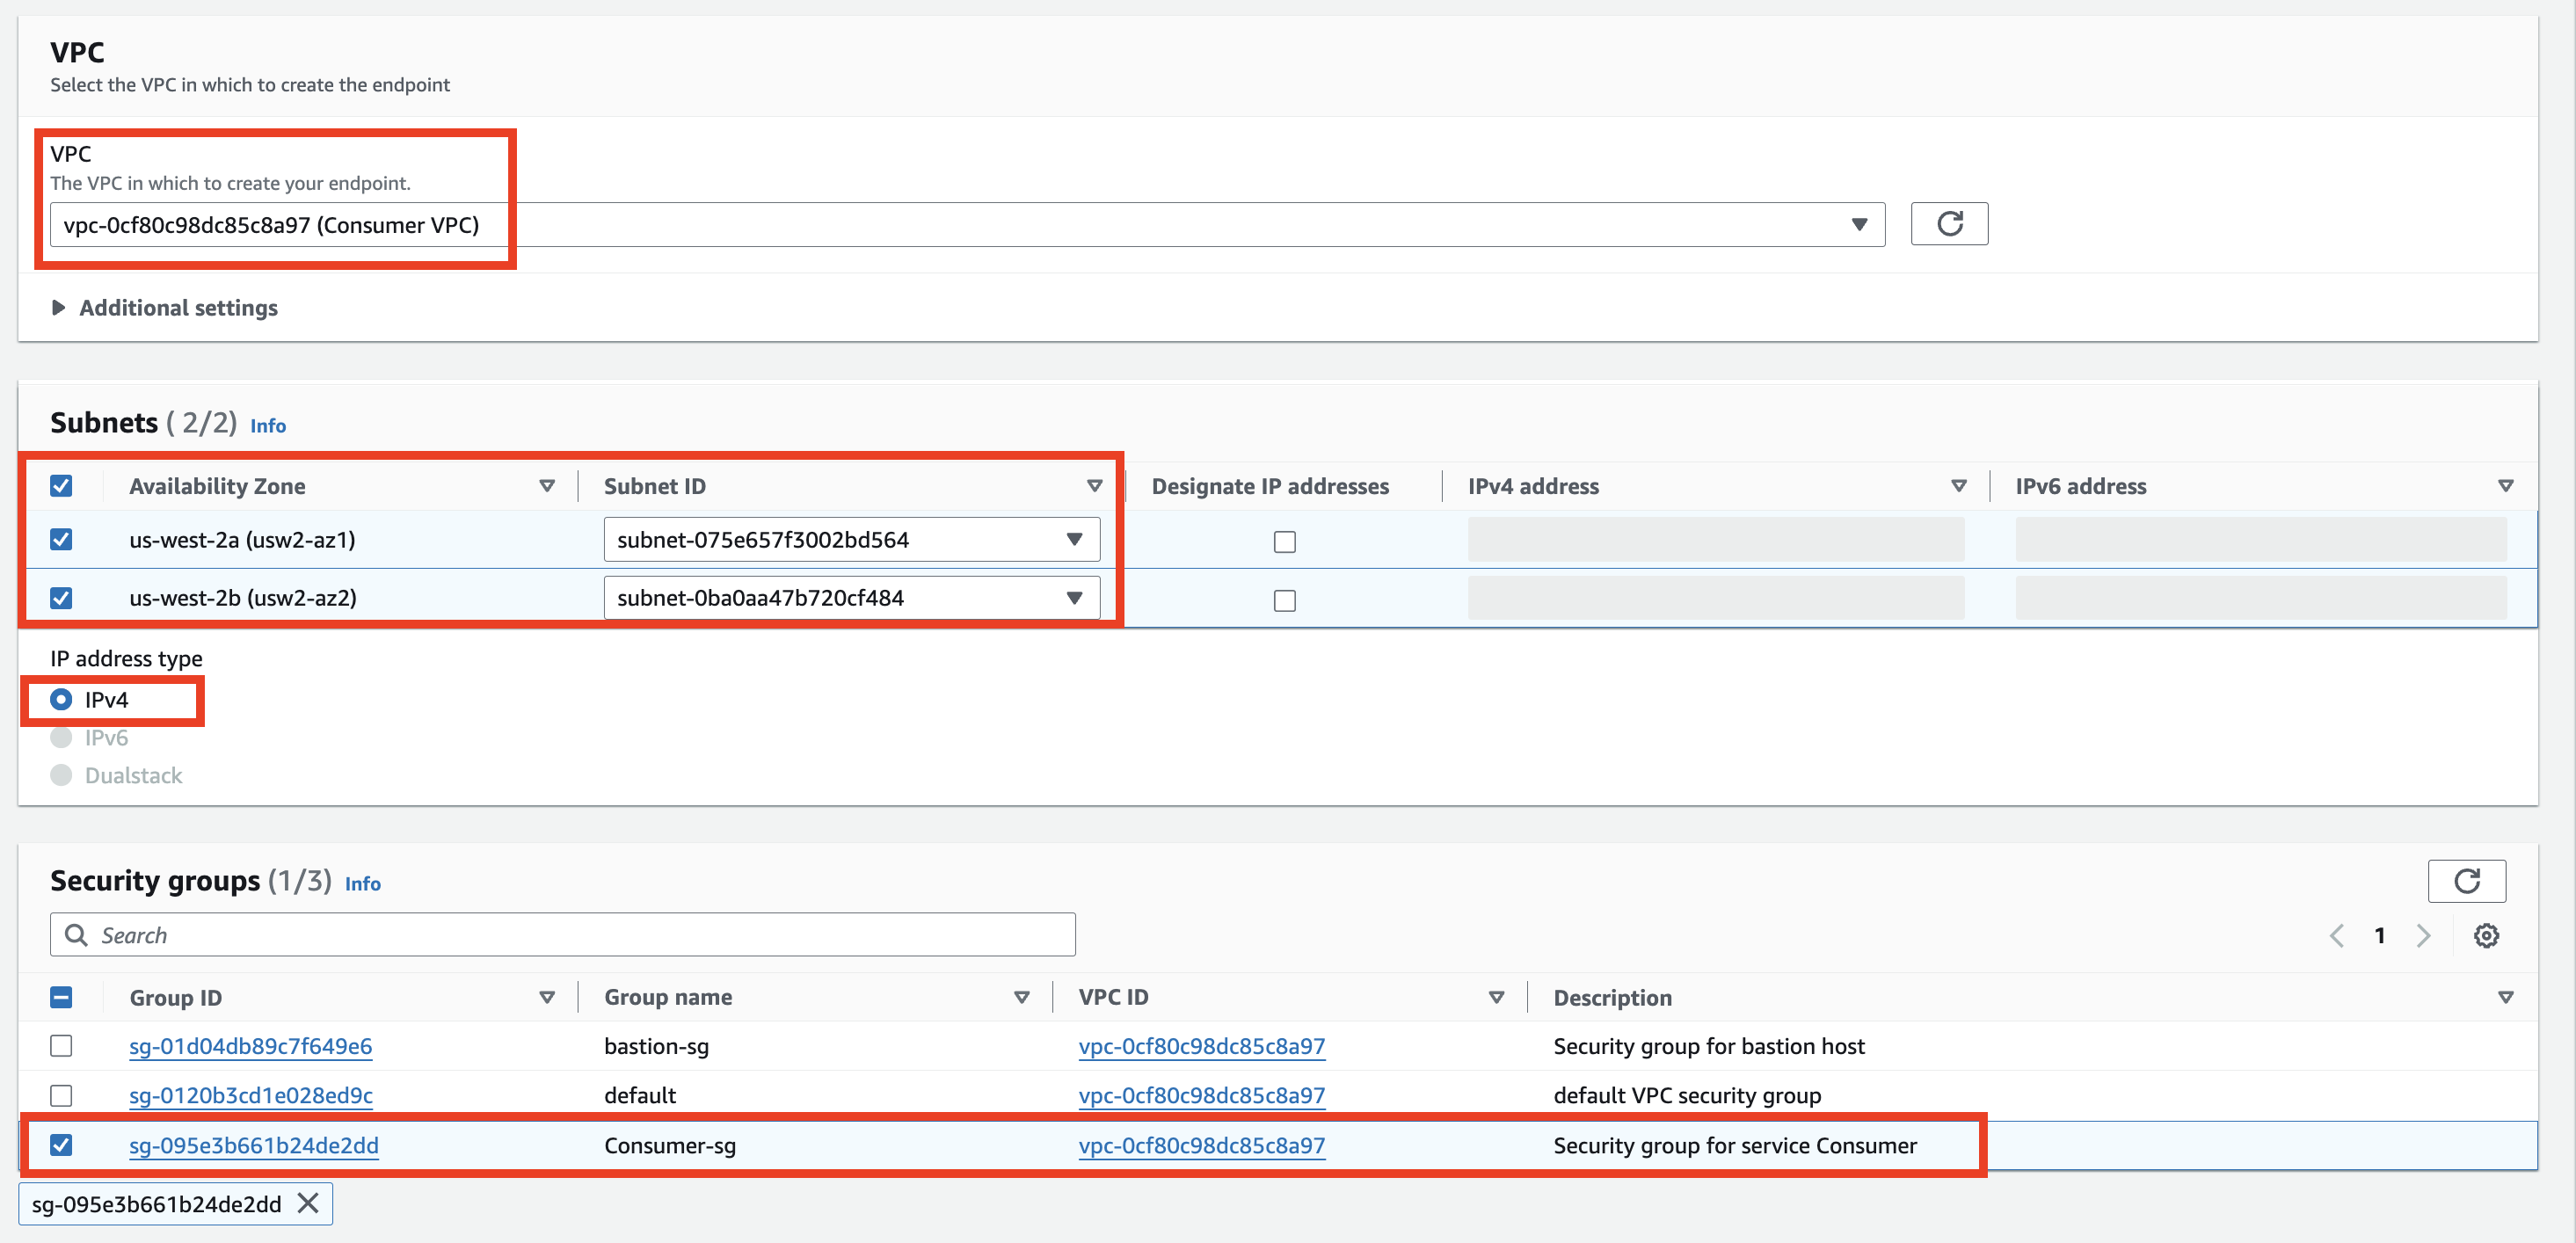 VPC
Select the VPC in which to create the endpoint
VPC
The VPC in which to create your endpoint.
vpc-0cf80c98dc85c8a97 (Consumer VPC)
Additional settings
Subnets ( 2/2) Info
Availability Zone Subnet ID Designate IP addresses IPv4 address IPv6 address
us-west-2a (usw2-az1) subnet-075e657f3002bd564
us-west-2b (usw2-az2) subnet-0ba0aa47b720cf484
IP address type
IPv4
IPv6
Dualstack
Security groups (1/3) Info
Search
1
Group ID Group name VPC ID Description
sg-01d04db89c7f649e6 bastion-sg vpc-0cf80c98dc85c8a97 Security group for bastion host
sg-0120b3cd1e028ed9c default vpc-0cf80c98dc85c8a97 default VPC security group
sg-095e3b661b24de2dd Consumer-sg vpc-0cf80c98dc85c8a97 Security group for service Consumer
sg-095e3b661b24de2dd